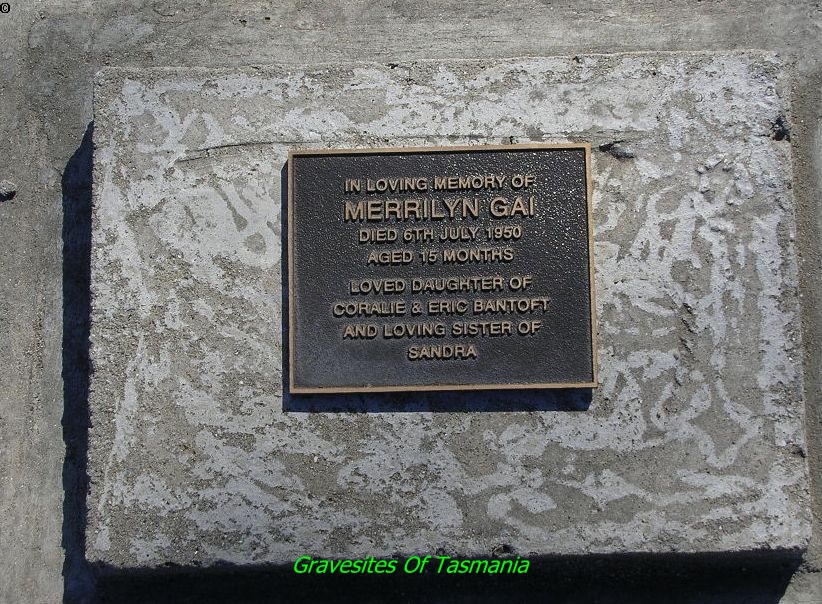 ©
IN LOVING MEMORY OF
MERRILYN GAI
DIED 6TH JULY 1950
AGED 15 MONTHS
LOVED DAUGHTER OF
CORALIE & ERIC BANTOFT
AND LOVING SISTER OF
SANDRA
Gravesites Of Tasmania